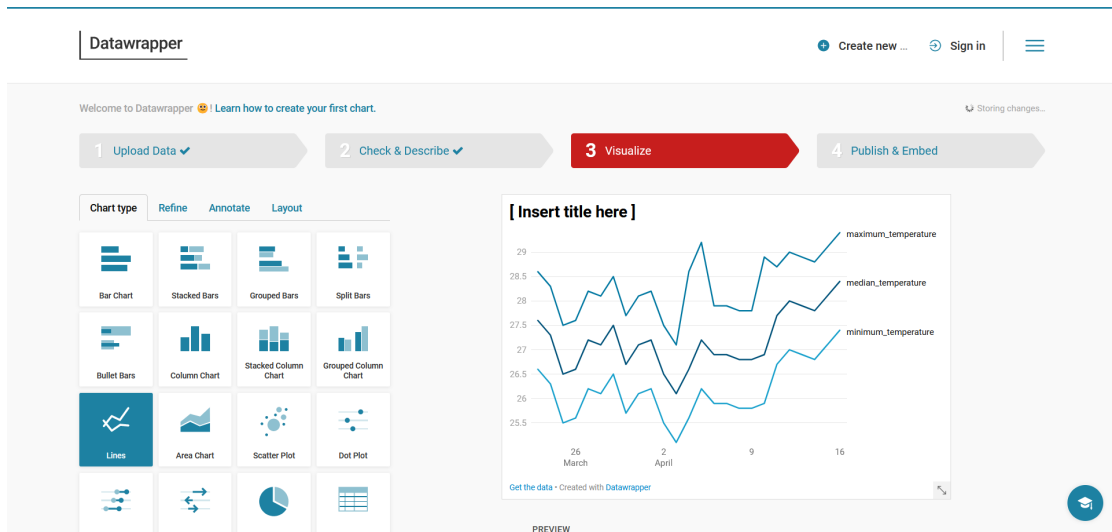 Datawrapper
Create new ...
Sign in
Welcome to Datawrapper 🙂! Learn how to create your first chart.
Storing changes...
1 Upload Data ✔
2 Check & Describe ✔
3 Visualize
4 Publish & Embed
Chart type
Refine
Annotate
Layout
Bar Chart
Stacked Bars
Grouped Bars
Split Bars
Bullet Bars
Column Chart
Stacked Column
Chart
Grouped Column
Chart
Lines
Area Chart
Scatter Plot
Dot Plot
[ Insert title here ]
maximum_temperature
median_temperature
minimum_temperature
29
28.5
28
27.5
27
26.5
26
25.5
26
March
2
April
9
16
Get the data • Created with Datawrapper
PREVIEW